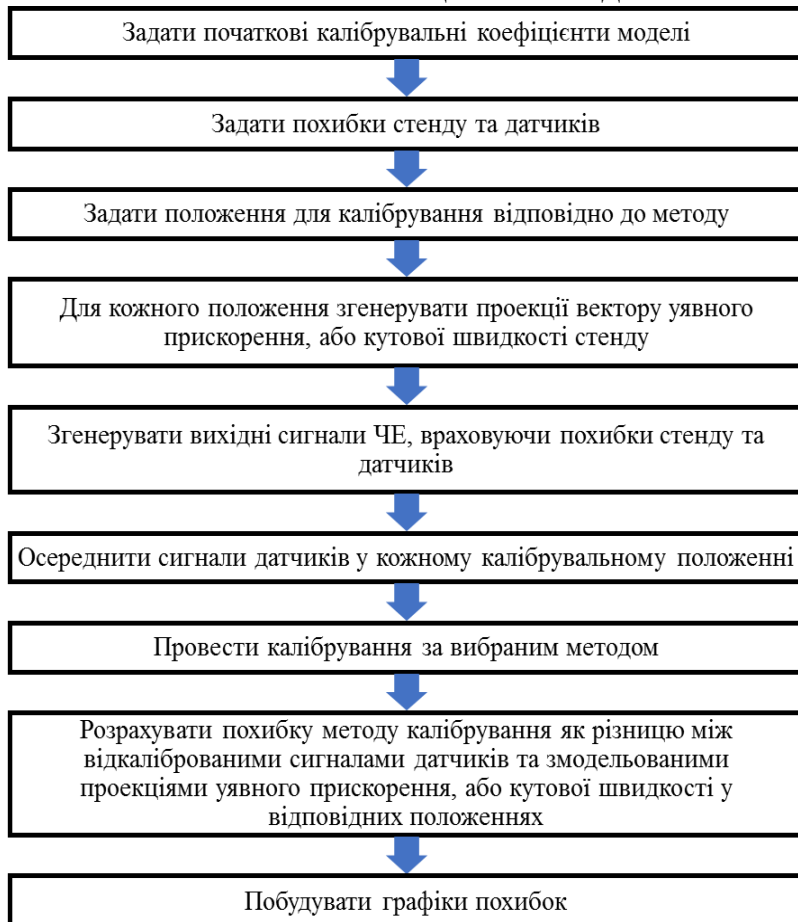 Задати початкові калібрувальні коефіцієнти моделі
Задати похибки стенду та датчиків
Задати положення для калібрування відповідно до методу
Для кожного положення згенерувати проекції вектору уявного
прискорення, або кутової швидкості стенду
Згенерувати вихідні сигнали ЧЕ, враховуючи похибки стенду та
датчиків
Осереднити сигнали датчиків у кожному калібрувальному положенні
Провести калібрування за вибраним методом
Розрахувати похибку методу калібрування як різницю між
відкаліброваними сигналами датчиків та змодельованими
проекціями уявного прискорення, або кутової швидкості у
відповідних положеннях
Побудувати графіки похибок